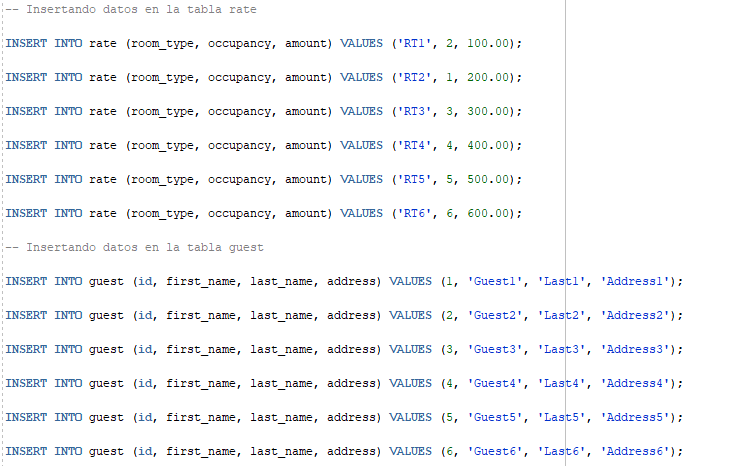 -- Insertando datos en la tabla rate
INSERT INTO rate (room_type, occupancy, amount) VALUES ('RT1', 2, 100.00);
INSERT INTO rate (room_type, occupancy, amount) VALUES ('RT2', 1, 200.00);
INSERT INTO rate (room_type, occupancy, amount) VALUES ('RT3', 3, 300.00);
INSERT INTO rate (room_type, occupancy, amount) VALUES ('RT4', 4, 400.00);
INSERT INTO rate (room_type, occupancy, amount) VALUES ('RT5', 5, 500.00);
INSERT INTO rate (room_type, occupancy, amount) VALUES ('RT6', 6, 600.00);
-- Insertando datos en la tabla guest
INSERT INTO guest (id, first_name, last_name, address) VALUES (1, 'Guest1', 'Last1', 'Address1');
INSERT INTO guest (id, first_name, last_name, address) VALUES (2, 'Guest2', 'Last2', 'Address2');
INSERT INTO guest (id, first_name, last_name, address) VALUES (3, 'Guest3', 'Last3', 'Address3');
INSERT INTO guest (id, first_name, last_name, address) VALUES (4, 'Guest4', 'Last4', 'Address4');
INSERT INTO guest (id, first_name, last_name, address) VALUES (5, 'Guest5', 'Last5', 'Address5');
INSERT INTO guest (id, first_name, last_name, address) VALUES (6, 'Guest6', 'Last6', 'Address6');